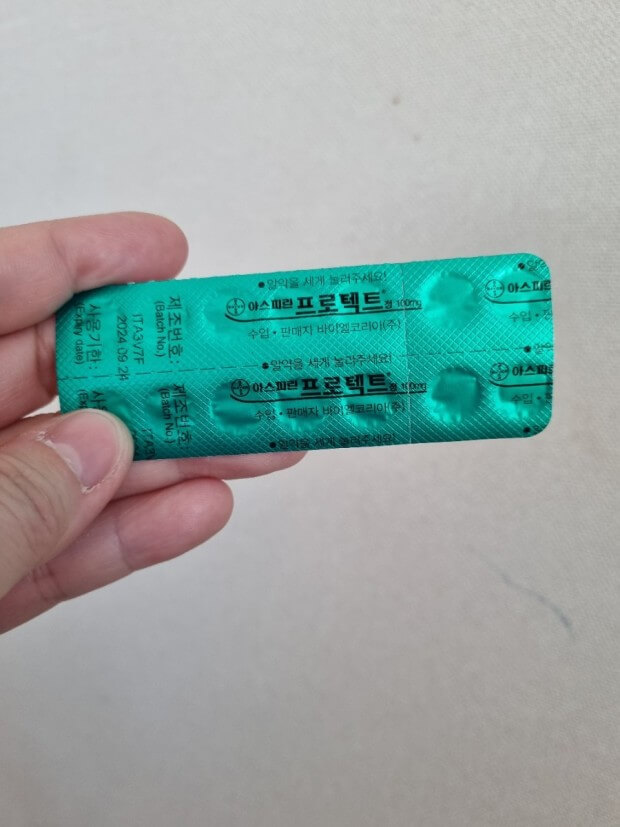 제조번호:
(Batch No.)
ITA3V7F
2024 09
사용기한:
(Expiry date)
●알약을 세게 눌러주세요!
아스피린 프로텍트® 정 100mg
수입 • 판매자 바이엘코리아(주)
아스피린
수입 •
제조번호
(Batch
●알약을 세게 눌러주세요!
아스피린 프로텍트® 정 100mg
수입 • 판매자 바이엘코리아(주)
아스피린
수입 •
●알약을 세게 눌러주세요!